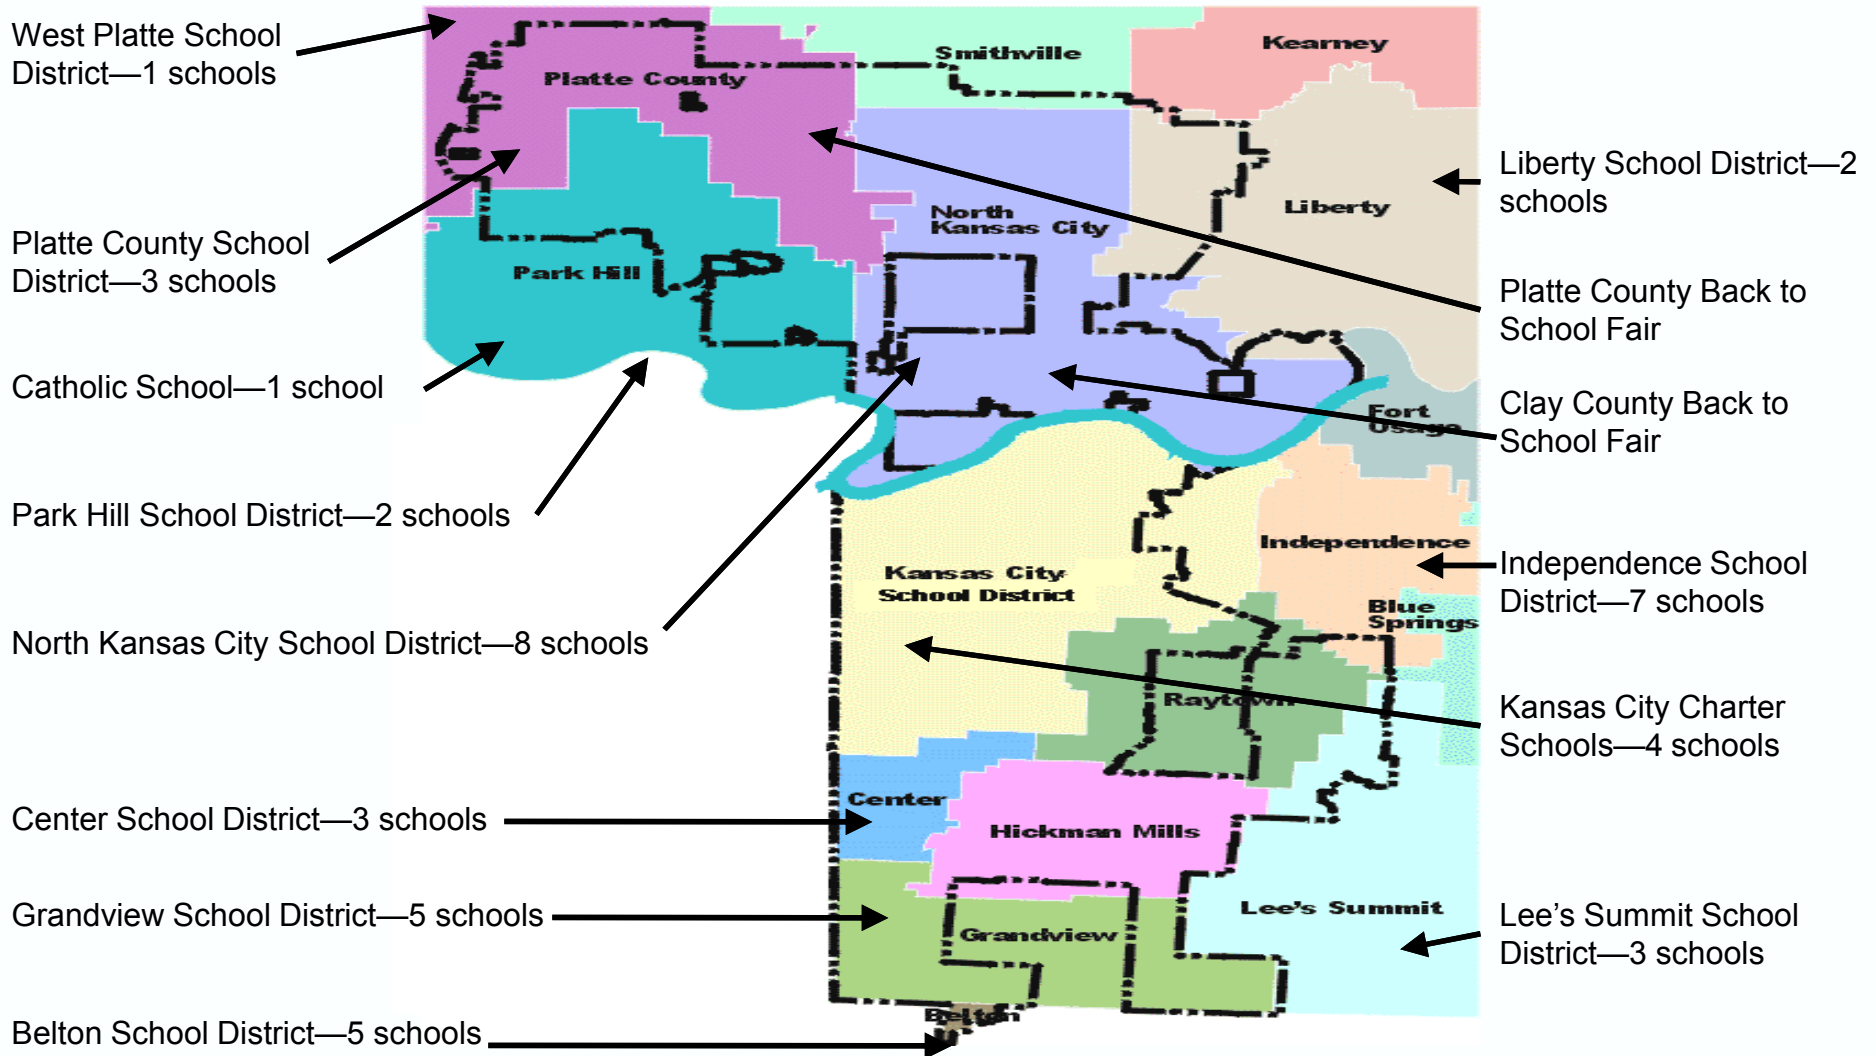 West Platte School
District—1 schools
Platte County School
District—3 schools
Catholic School—1 school
Park Hill School District—2 schools
North Kansas City School District—8 schools
Center School District—3 schools
Grandview School District—5 schools
Belton School District—5 schools
Smithville
Kearney
Platte County
North
Kansas City
Liberty
Park Hill
Fort
Osage
Kansas City
School District
Independence
Blue
Springs
Raytown
Center
Hickman Mills
Lee's Summit
Grandview
Belton
Liberty School District—2
schools
Platte County Back to
School Fair
Clay County Back to
School Fair
Independence School
District—7 schools
Kansas City Charter
Schools—4 schools
Lee’s Summit School
District—3 schools